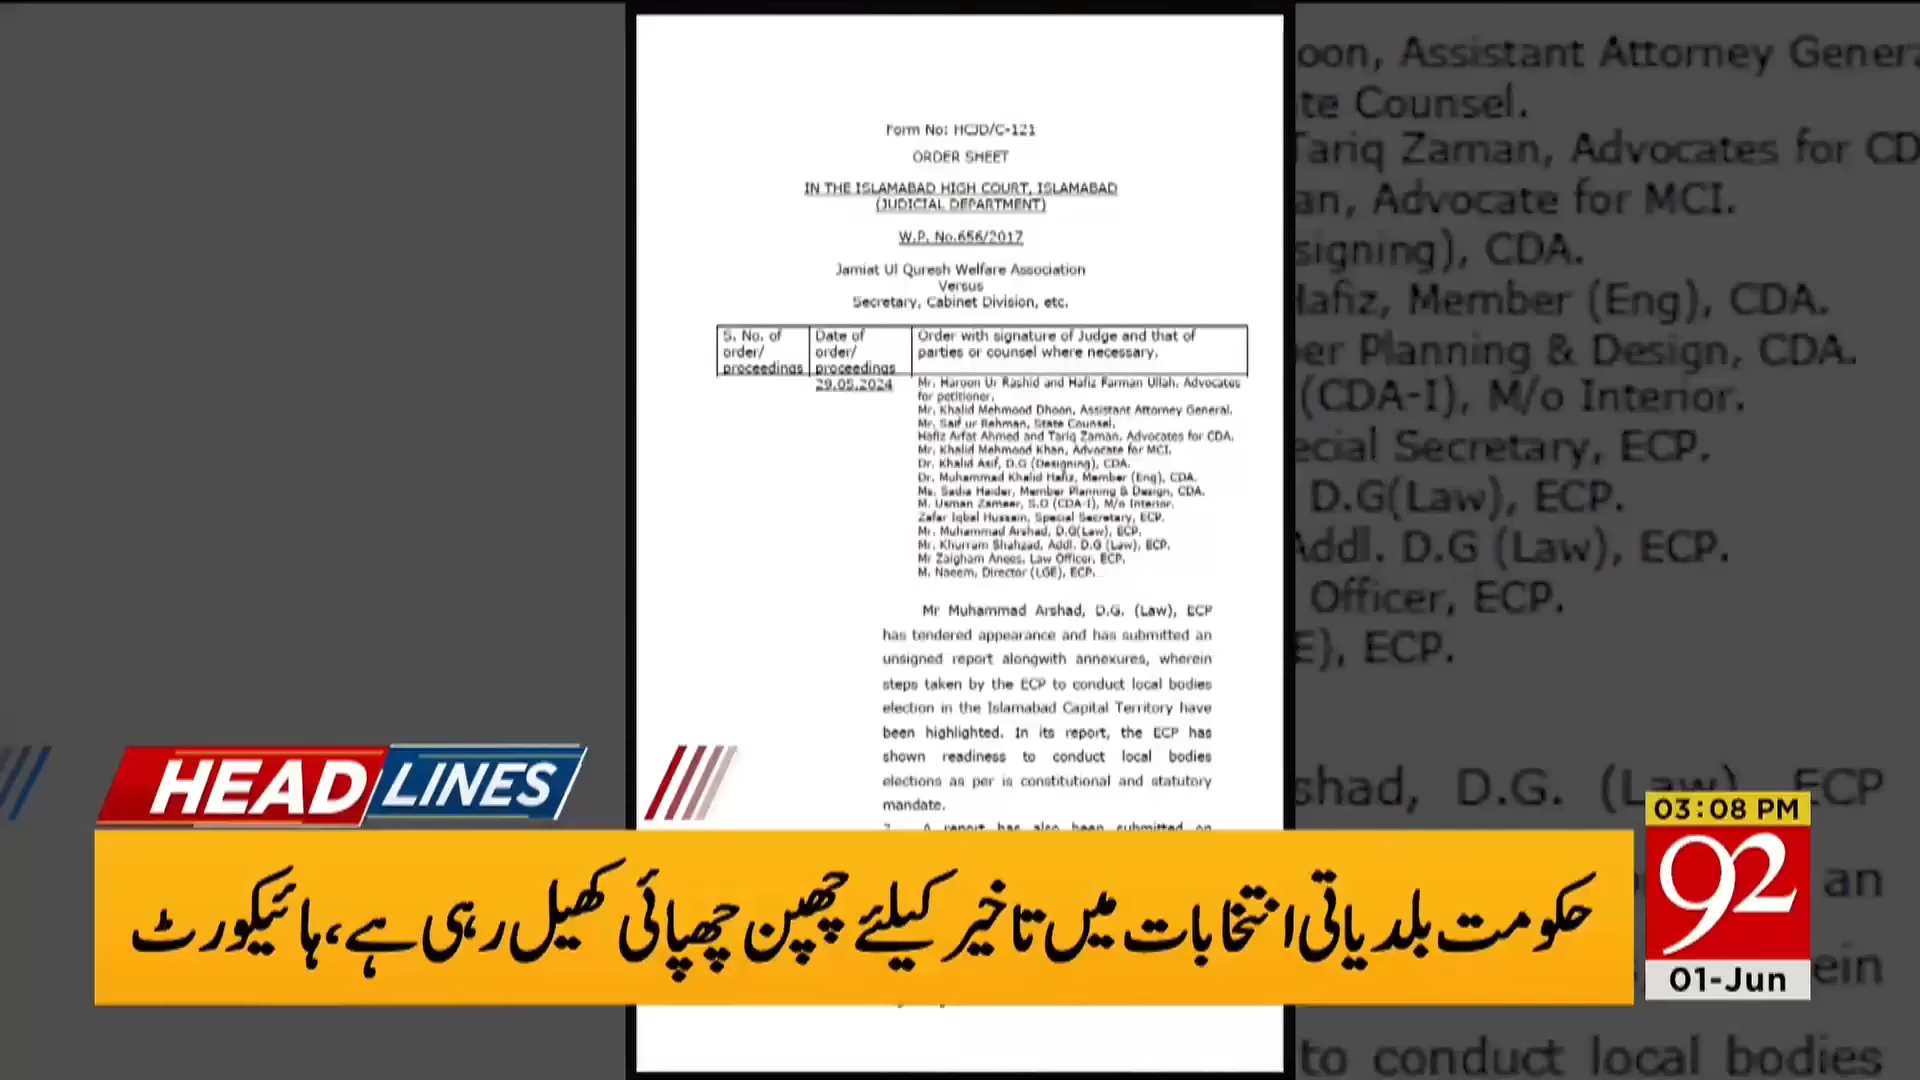 Form No: HCJD/C-121
ORDER SHEET
IN THE ISLAMABAD HIGH COURT, ISLAMABAD
(JUDICIAL DEPARTMENT)
W.P. No.656/2017
Jamiat Ul Quresh Welfare Association
Versus
Secretary, Cabinet Division, etc.
S. No. of order/ proceedings
Date of order/ proceedings
Order with signature of Judge and that of
parties or counsel where necessary.
29.05.2024
Mr. Haroon Ur Rashid and Hafiz Farman Ullah, Advocates
for petitioner.
Mr. Khalid Mehmood Dhoon, Assistant Attorney General.
Mr. Saif ur Rehman, State Counsel.
Hafiz Arfat Ahmed and Tariq Zaman, Advocates for CDA.
Mr. Khalid Mehmood Khan, Advocate for MCI.
Dr. Khalid Asif, D.G (Designing), CDA.
Dr. Muhammad Khalid Hafiz, Member (Eng), CDA.
Ms. Sadia Haider, Member Planning & Design, CDA.
M. Usman Zameer, S.O (CDA-I), M/o Interior.
Zafar Iqbal Hussain, Special Secretary, ECP.
Mr. Muhammad Arshad, D.G(Law), ECP.
Mr. Khurram Shahzad, Addl. D.G (Law), ECP.
Mr Zaigham Anees, Law Officer, ECP.
M. Naeem, Director (LGE), ECP.
Mr Muhammad Arshad, D.G. (Law), ECP
has tendered appearance and has submitted an
unsigned report alongwith annexures, wherein
steps taken by the ECP to conduct local bodies
election in the Islamabad Capital Territory have
been highlighted. In its report, the ECP has
shown readiness to conduct local bodies
elections as per is constitutional and statutory
mandate.
2. A report has also been submitted on
oon, Assistant Attorney Genera
te Counsel.
Tariq Zaman, Advocates for CD
an, Advocate for MCI.
signing), CDA.
Hafiz, Member (Eng), CDA.
er Planning & Design, CDA.
(CDA-I), M/o Interior.
ecial Secretary, ECP.
D.G(Law), ECP.
Addl. D.G (Law), ECP.
Officer, ECP.
E), ECP.
shad, D.G. (Law), ECP
an
ein
to conduct local bodies
HEADLINES
03:08 PM
92
01-Jun
حکومت بلدیاتی انتخابات میں تاخیر کیلئے چھپن چھپائی کھیل رہی ہے، ہائیکورٹ